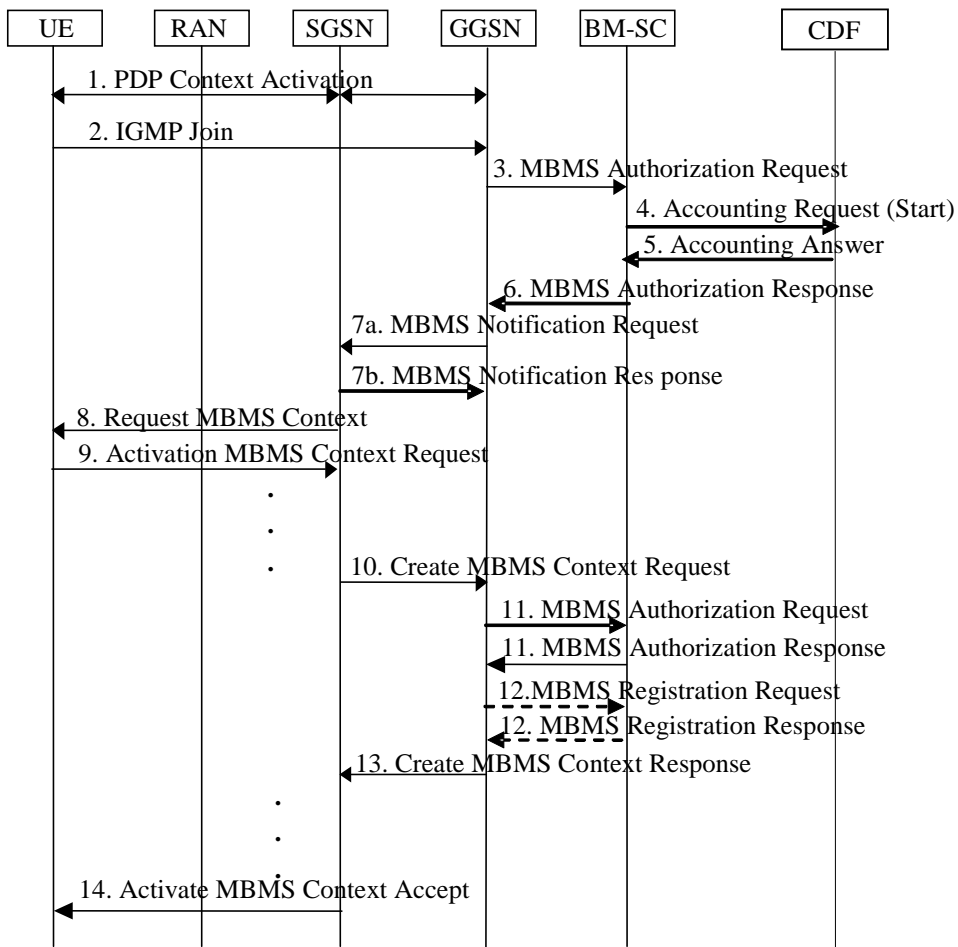 UE RAN SGSN GGSN BM-SC CDF
1. PDP Context Activation
2. IGMP Join
3. MBMS Authorization Request
4. Accounting Request (Start)
5. Accounting Answer
6. MBMS Authorization Response
7a. MBMS Notification Request
7b. MBMS Notification Res ponse
8. Request MBMS Context
9. Activation MBMS Context Request
10. Create MBMS Context Request
11. MBMS Authorization Request
11. MBMS Authorization Response
12.MBMS Registration Request
12. MBMS Registration Response
13. Create MBMS Context Response
14. Activate MBMS Context Accept